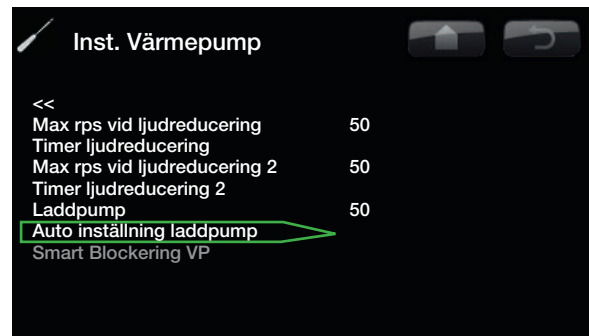 Inst. Värmepump
<<
Max rps vid ljudreducering 50
Timer ljudreducering
Max rps vid ljudreducering 2 50
Timer ljudreducering 2
Laddpump 50
Auto inställning laddpump
Smart Blockering VP